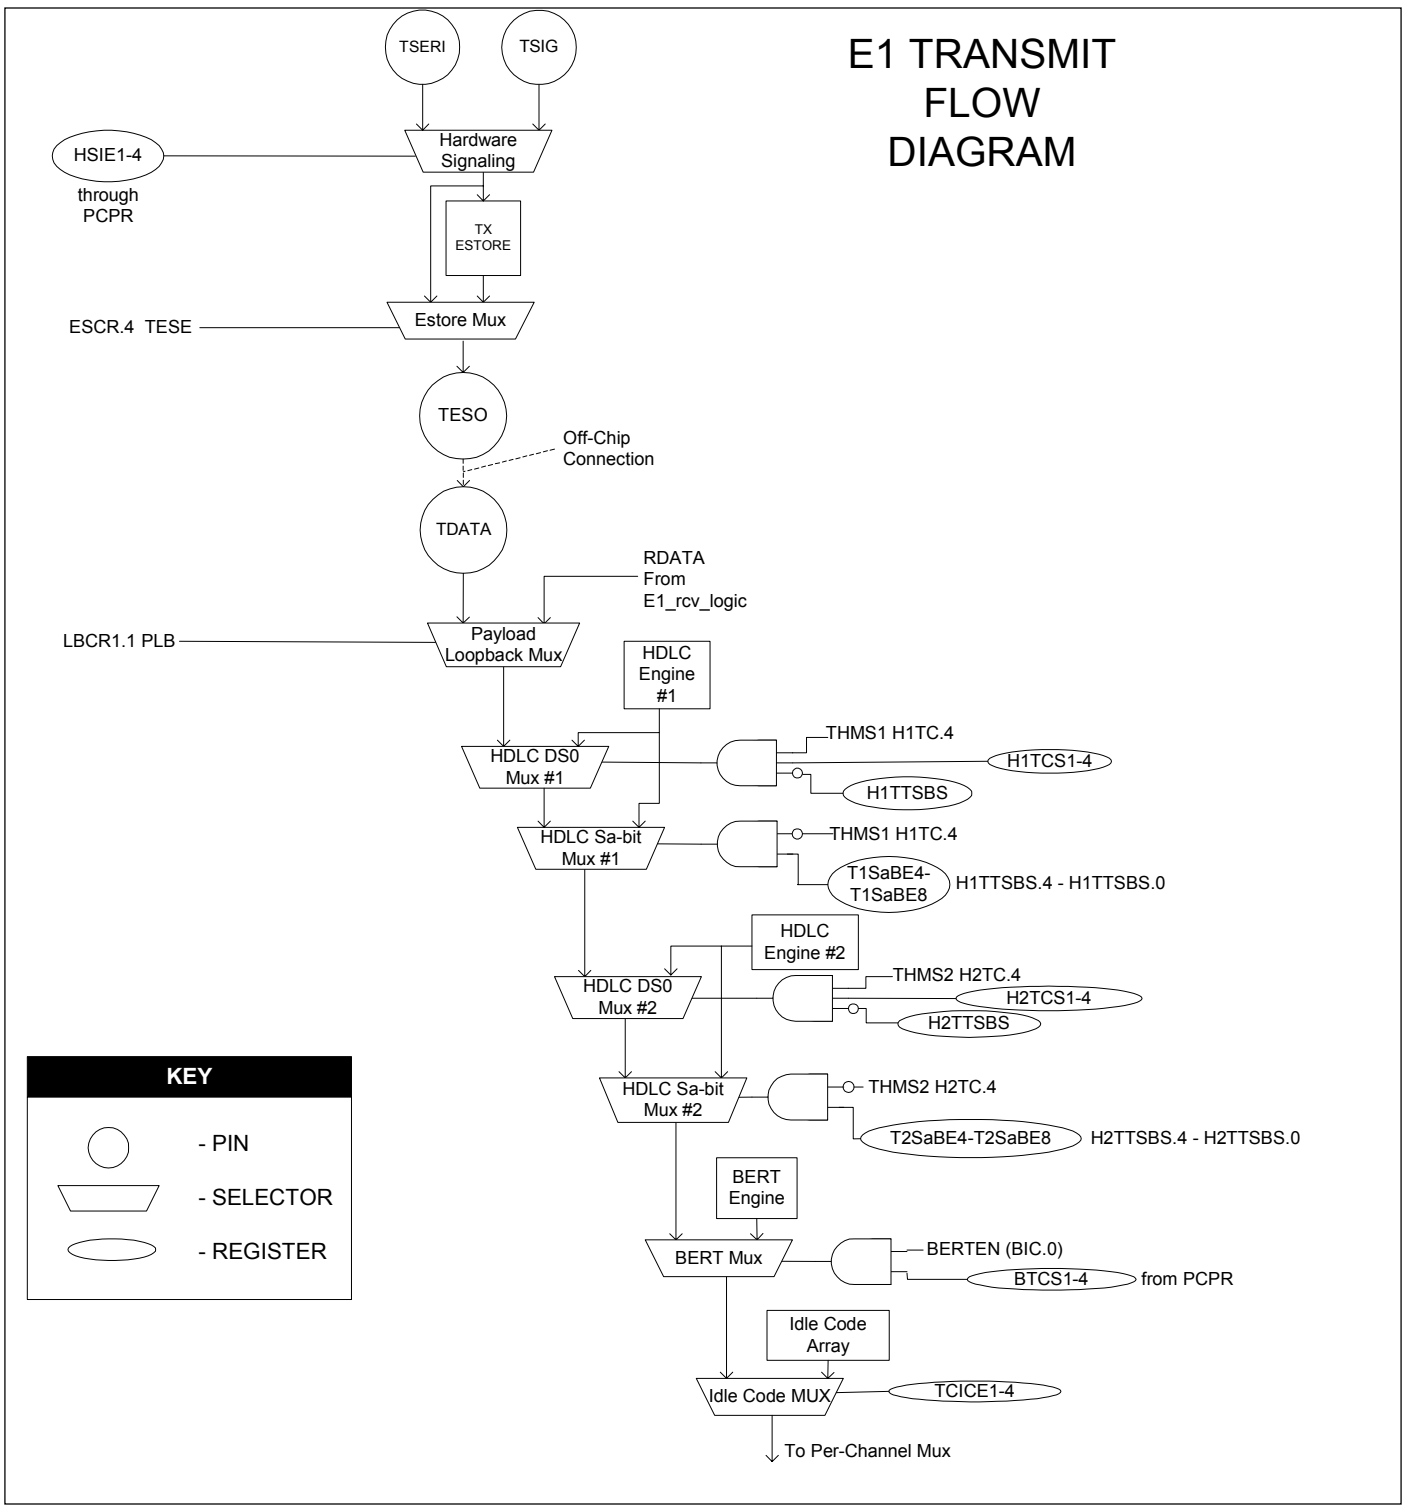 TSERI
TSIG
E1 TRANSMIT
FLOW
DIAGRAM
Hardware
Signaling
HSIE1-4
through
PCPR
TX
ESTORE
Estore Mux
ESCR.4 TESE
TESO
Off-Chip
Connection
TDATA
RDATA
From
E1_rcv_logic
LBCR1.1 PLB
Payload
Loopback Mux
HDLC
Engine
#1
THMS1 H1TC.4
H1TCS1-4
H1TTSBS
HDLC DS0
Mux #1
HDLC Sa-bit
Mux #1
THMS1 H1TC.4
T1SaBE4-
T1SaBE8
H1TTSBS.4 - H1TTSBS.0
HDLC
Engine #2
THMS2 H2TC.4
H2TCS1-4
H2TTSBS
HDLC DS0
Mux #2
HDLC Sa-bit
Mux #2
THMS2 H2TC.4
T2SaBE4-T2SaBE8
H2TTSBS.4 - H2TTSBS.0
KEY
- PIN
- SELECTOR
- REGISTER
BERT
Engine
BERT Mux
BERTEN (BIC.0)
BTCS1-4
from PCPR
Idle Code
Array
Idle Code MUX
TCICE1-4
To Per-Channel Mux